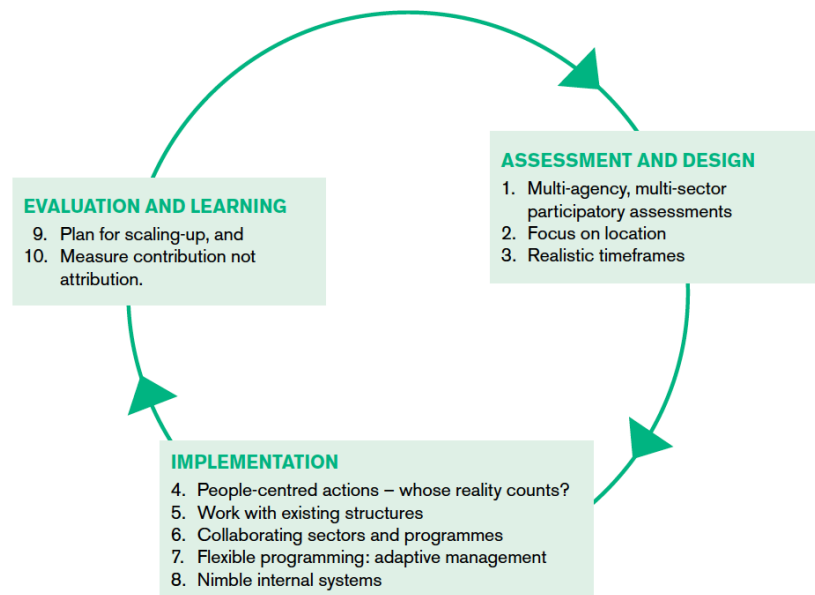 ASSESSMENT AND DESIGN
1. Multi-agency, multi-sector
participatory assessments
2. Focus on location
3. Realistic timeframes
EVALUATION AND LEARNING
9. Plan for scaling-up, and
10. Measure contribution not
attribution.
IMPLEMENTATION
4. People-centred actions – whose reality counts?
5. Work with existing structures
6. Collaborating sectors and programmes
7. Flexible programming: adaptive management
8. Nimble internal systems